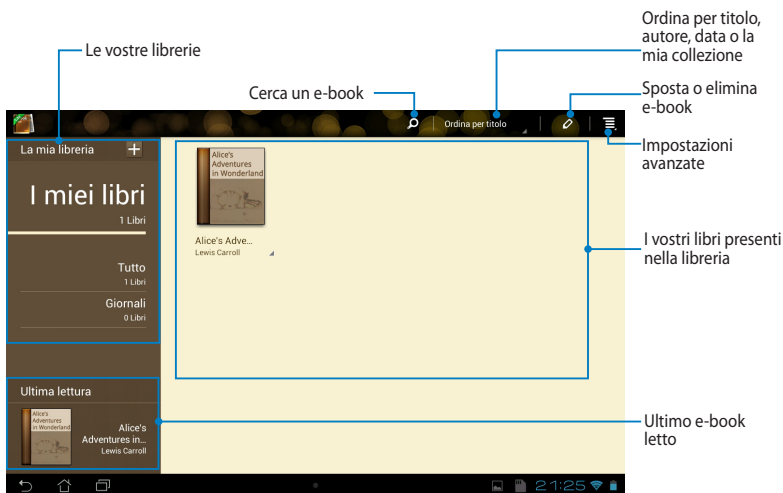 Ordina per titolo,
autore, data o la
mia collezione
Le vostre librerie
Cerca un e-book
Sposta o elimina
e-book
Ordina per titolo
Impostazioni
avanzate
La mia libreria
I miei libri
1 Libri
Tutto
1 Libri
Giornali
0 Libri
Alice's
Adventures
in Wonderland
Alice's Adve...
Lewis Carroll
I vostri libri presenti
nella libreria
Ultima lettura
Alice's
Adventures
in Wonderland
Alice's
Adventures in...
Lewis Carroll
Ultimo e-book
letto
21:25